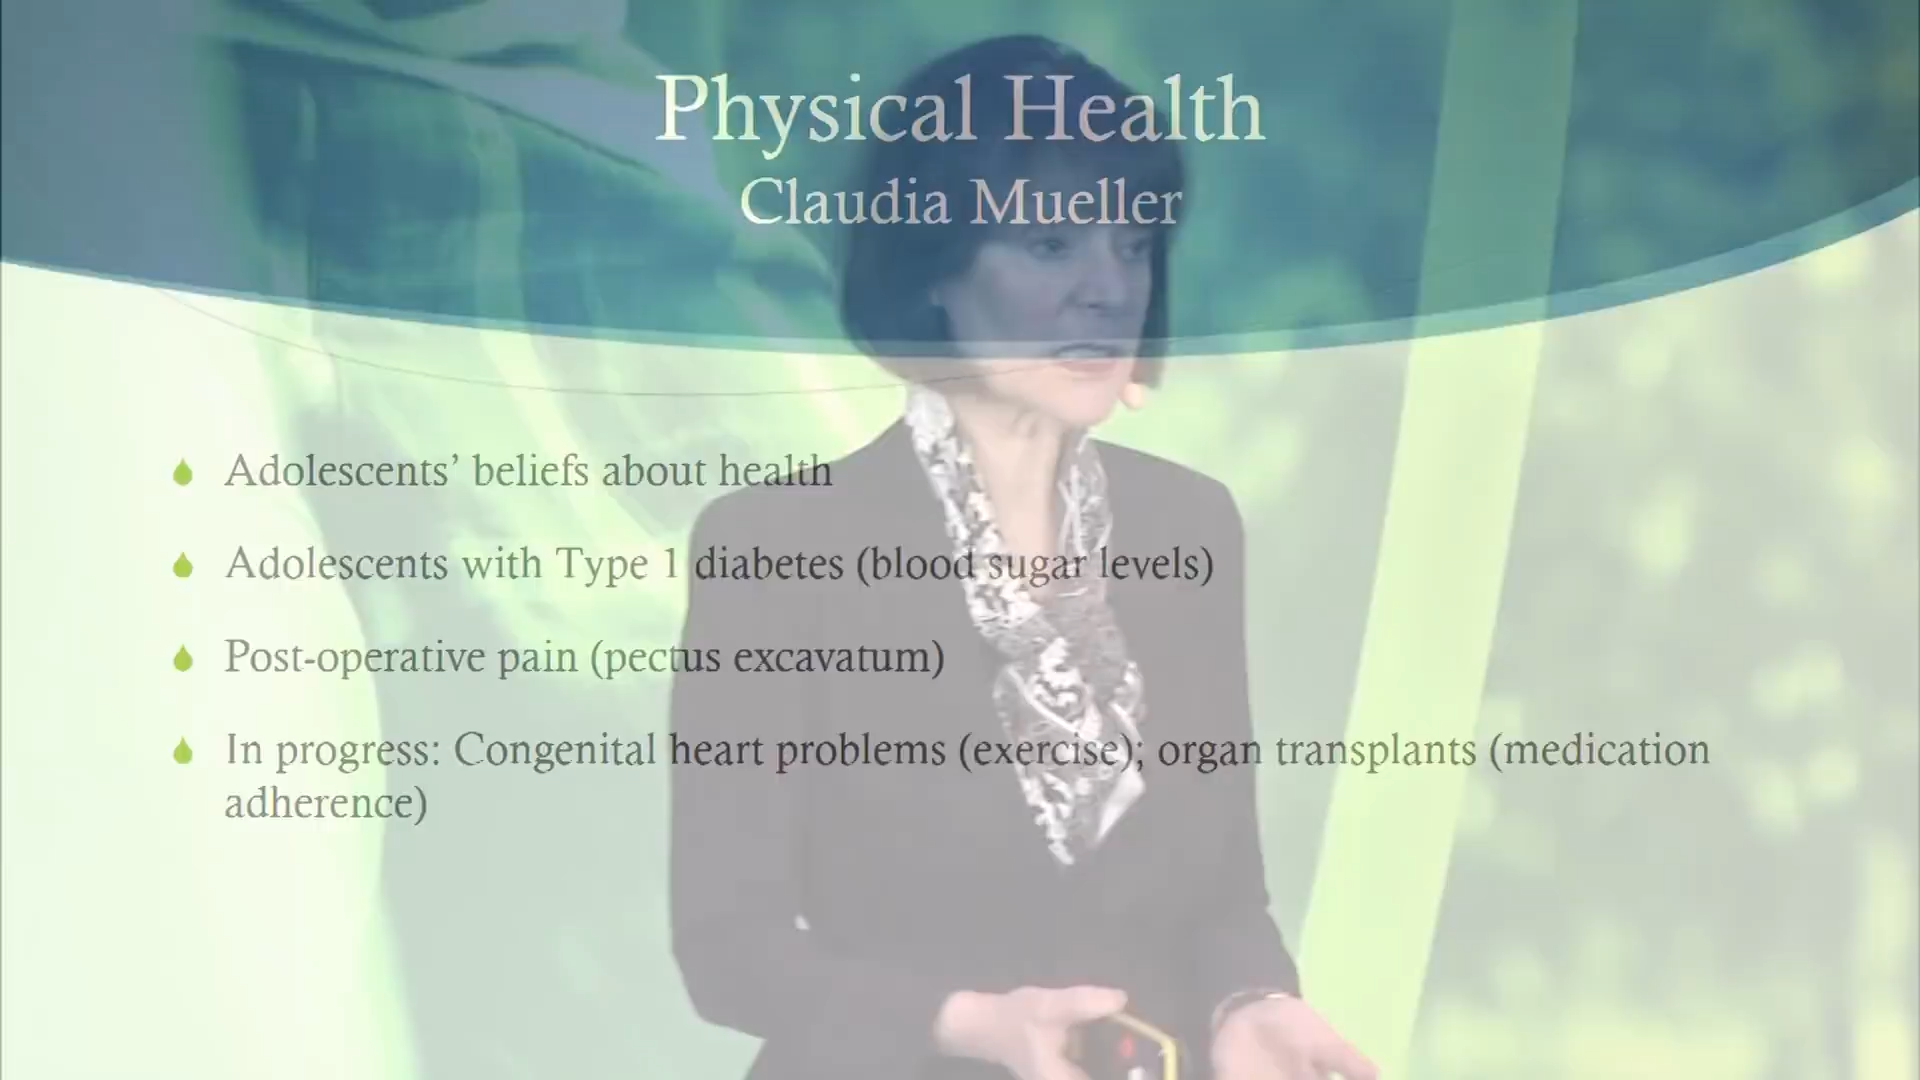 Physical Health
Claudia Mueller
Adolescents’ beliefs about health
Adolescents with Type 1 diabetes (blood sugar levels)
Post-operative pain (pectus excavatum)
In progress: Congenital heart problems (exercise); organ transplants (medication
adherence)